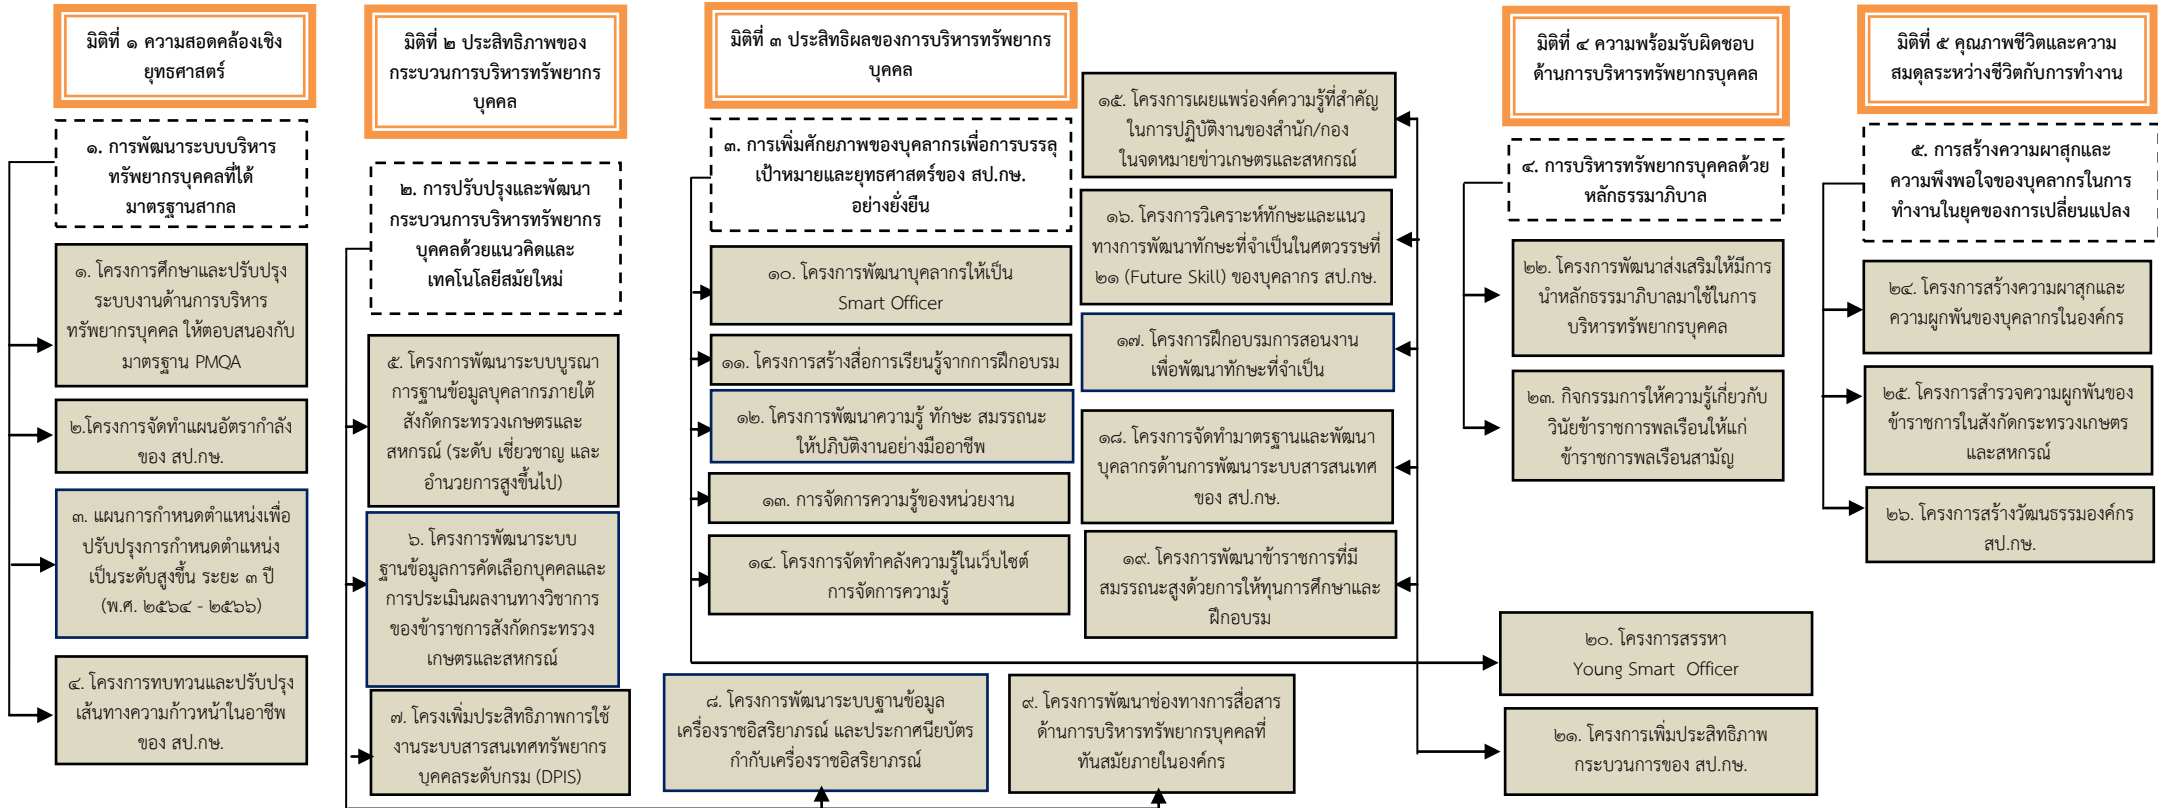 มิติที่ ๑ ความสอดคล้องเชิง
ยุทธศาสตร์
๑. การพัฒนาระบบบริหาร
ทรัพยากรบุคคลที่ได้
มาตรฐานสากล
๑. โครงการศึกษาและปรับปรุง
ระบบงานด้านการบริหาร
ทรัพยากรบุคคล ให้ตอบสนองกับ
มาตรฐาน PMQA
๒.โครงการจัดทำแผนอัตรากำลัง
ของ สป.กษ.
๓. แผนการกำหนดตำแหน่งเพื่อ
ปรับปรุงการกำหนดตำแหน่ง
เป็นระดับสูงขึ้น ระยะ ๓ ปี
(พ.ศ. ๒๕๖๔ - ๒๕๖๖)
๔. โครงการทบทวนและปรับปรุง
เส้นทางความก้าวหน้าในอาชีพ
ของ สป.กษ.
มิติที่ ๒ ประสิทธิภาพของ
กระบวนการบริหารทรัพยากร
บุคคล
๒. การปรับปรุงและพัฒนา
กระบวนการบริหารทรัพยากร
บุคคลด้วยแนวคิดและ
เทคโนโลยีสมัยใหม่
๕. โครงการพัฒนาระบบบูรณา
การฐานข้อมูลบุคลากรภายใต้
สังกัดกระทรวงเกษตรและ
สหกรณ์ (ระดับ เชี่ยวชาญ และ
อำนวยการสูงขึ้นไป)
๖. โครงการพัฒนาระบบ
ฐานข้อมูลการคัดเลือกบุคคลและ
การประเมินผลงานทางวิชาการ
ของข้าราชการสังกัดกระทรวง
เกษตรและสหกรณ์
๗. โครงเพิ่มประสิทธิภาพการใช้
งานระบบสารสนเทศทรัพยากร
บุคคลระดับกรม (DPIS)
๘. โครงการพัฒนาระบบฐานข้อมูล
เครื่องราชอิสริยาภรณ์ และประกาศนียบัตร
กำกับเครื่องราชอิสริยาภรณ์
๙. โครงการพัฒนาช่องทางการสื่อสาร
ด้านการบริหารทรัพยากรบุคคลที่
ทันสมัยภายในองค์กร
มิติที่ ๓ ประสิทธิผลของการบริหารทรัพยากร
บุคคล
๓. การเพิ่มศักยภาพของบุคลากรเพื่อการบรรลุ
เป้าหมายและยุทธศาสตร์ของ สป.กษ.
อย่างยั่งยืน
๑๐. โครงการพัฒนาบุคลากรให้เป็น
Smart Officer
๑๑. โครงการสร้างสื่อการเรียนรู้จากการฝึกอบรม
๑๒. โครงการพัฒนาความรู้ ทักษะ สมรรถนะ
ให้ปฏิบัติงานอย่างมืออาชีพ
๑๓. การจัดการความรู้ของหน่วยงาน
๑๔. โครงการจัดทำคลังความรู้ในเว็บไซต์
การจัดการความรู้
๑๕. โครงการเผยแพร่องค์ความรู้ที่สำคัญ
ในการปฏิบัติงานของสำนัก/กอง
ในจดหมายข่าวเกษตรและสหกรณ์
๑๖. โครงการวิเคราะห์ทักษะและแนว
ทางการพัฒนาทักษะที่จำเป็นในศตวรรษที่
๒๑ (Future Skill) ของบุคลากร สป.กษ.
๑๗. โครงการฝึกอบรมการสอนงาน
เพื่อพัฒนาทักษะที่จำเป็น
๑๘. โครงการจัดทำมาตรฐานและพัฒนา
บุคลากรด้านการพัฒนาระบบสารสนเทศ
ของ สป.กษ.
๑๙. โครงการพัฒนาข้าราชการที่มี
สมรรถนะสูงด้วยการให้ทุนการศึกษาและ
ฝึกอบรม
๒๐. โครงการสรรหา
Young Smart Officer
๒๑. โครงการเพิ่มประสิทธิภาพ
กระบวนการของ สป.กษ.
มิติที่ ๔ ความพร้อมรับผิดชอบ
ด้านการบริหารทรัพยากรบุคคล
๔. การบริหารทรัพยากรบุคคลด้วย
หลักธรรมาภิบาล
๒๒. โครงการพัฒนาส่งเสริมให้มีการ
นำหลักธรรมาภิบาลมาใช้ในการ
บริหารทรัพยากรบุคคล
๒๓. กิจกรรมการให้ความรู้เกี่ยวกับ
วินัยข้าราชการพลเรือนให้แก่
ข้าราชการพลเรือนสามัญ
มิติที่ ๕ คุณภาพชีวิตและความ
สมดุลระหว่างชีวิตกับการทำงาน
๕. การสร้างความผาสุกและ
ความพึงพอใจของบุคลากรในการ
ทำงานในยุคของการเปลี่ยนแปลง
๒๔. โครงการสร้างความผาสุกและ
ความผูกพันของบุคลากรในองค์กร
๒๕. โครงการสำรวจความผูกพันของ
ข้าราชการในสังกัดกระทรวงเกษตร
และสหกรณ์
๒๖. โครงการสร้างวัฒนธรรมองค์กร
สป.กษ.